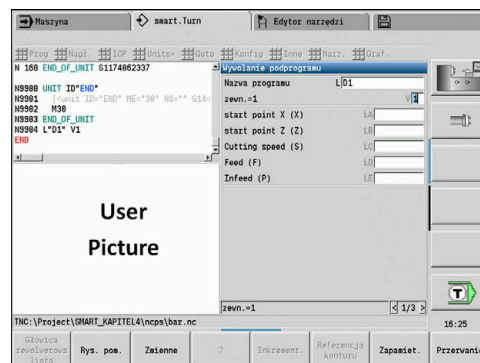 Maszyna
smart.Turn
Edytor narzędzi
Prog Nagł. ICP Units▸ Goto Konfig Inne Narz. Graf.
N 160 END_OF_UNIT S1174862337
N9900 UNIT ID"END"
N9901 [<unit ID="END" ME="30" NS="" G14=
N9902 M30
N9903 END_OF_UNIT
N9904 L"D1" V1
END
Wywolanie podprogramu
Nazwa programu L D1
zewn.=1 V 1
start point X (X) LA
start point Z (Z) LB
Cutting speed (S) LC
Feed (F) LD
Infeed (P) LE
User
Picture
zewn.=1 < 1/3 >
TNC:\Project\SMART_KAPITEL4\ncps\bar.nc
T
16:25
Głowica
rewolwerowa
lista
Rys. pom.
Zmienne
?
Inkrement.
Referencja
konturu
Zapamiet.
Przerwanie